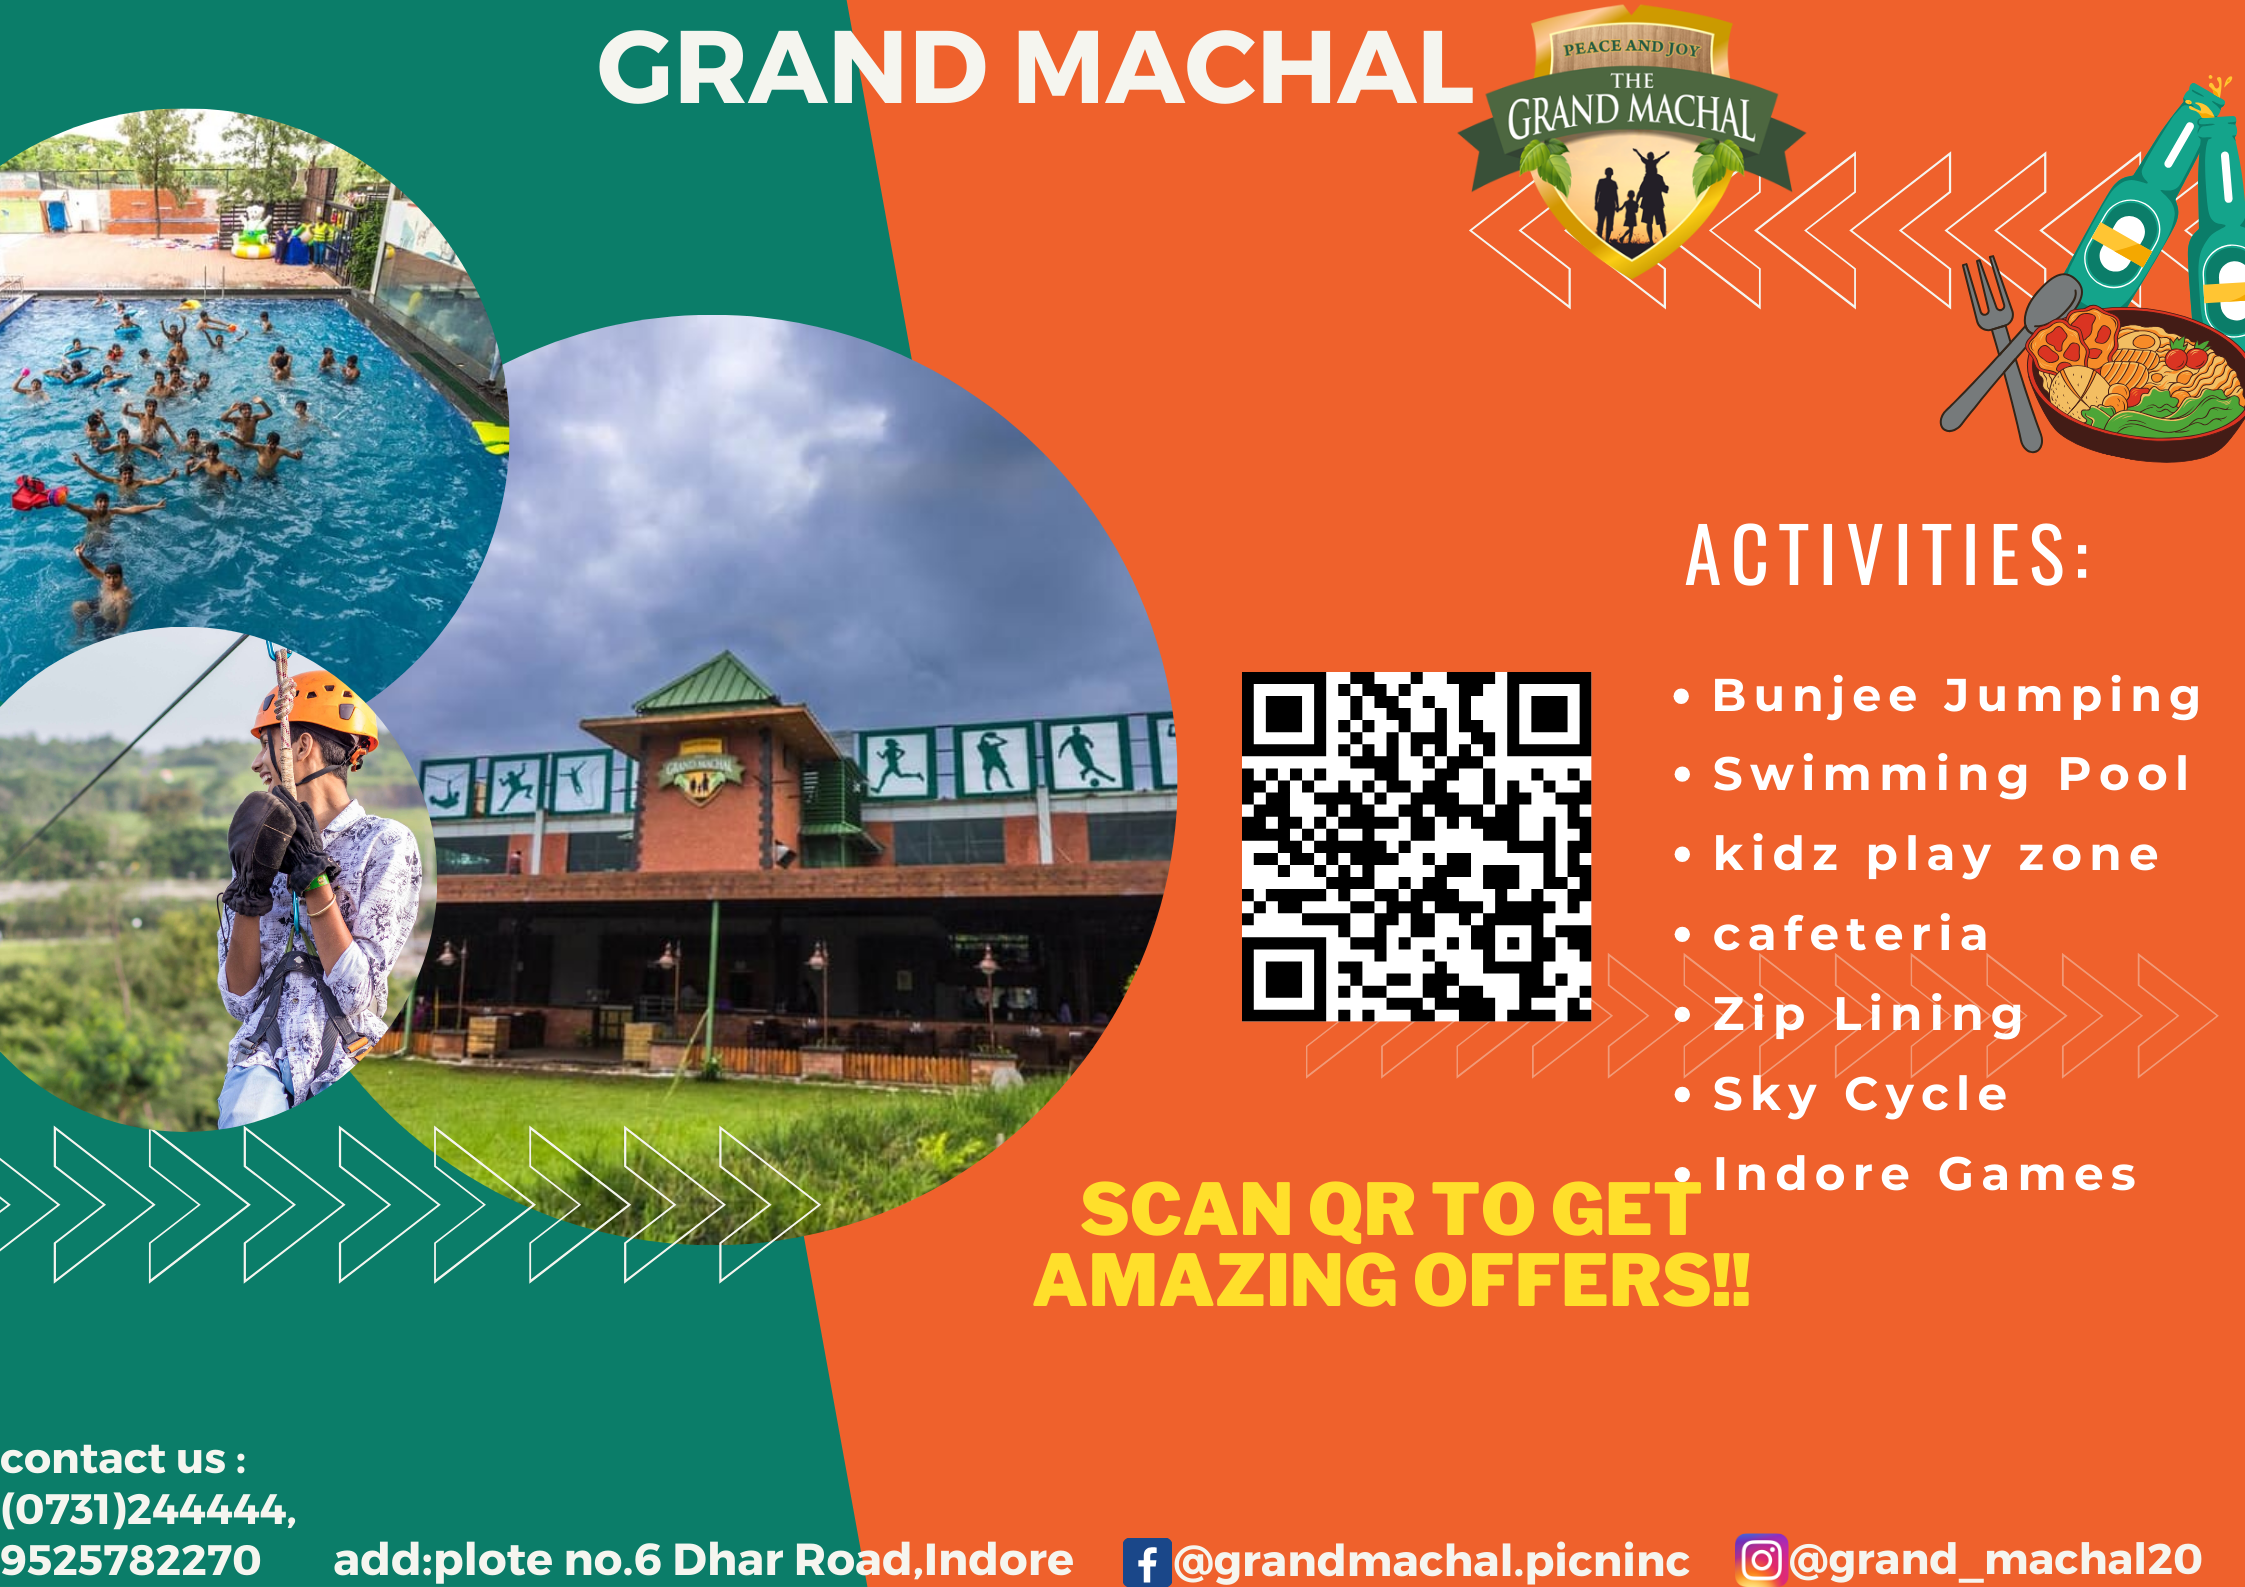 GRAND MACHAL
PEACE AND JOY
THE
GRAND MACHAL
GRAND MACHAL
ACTIVITIES:
• Bunjee Jumping
• Swimming Pool
• kidz play zone
• cafeteria
• Zip Lining
• Sky Cycle
• Indore Games
SCAN QR TO GET
AMAZING OFFERS!!
contact us :
(0731)244444,
9525782270
add:plote no.6 Dhar Road,Indore
@grandmachal.picninc
@grand_machal20